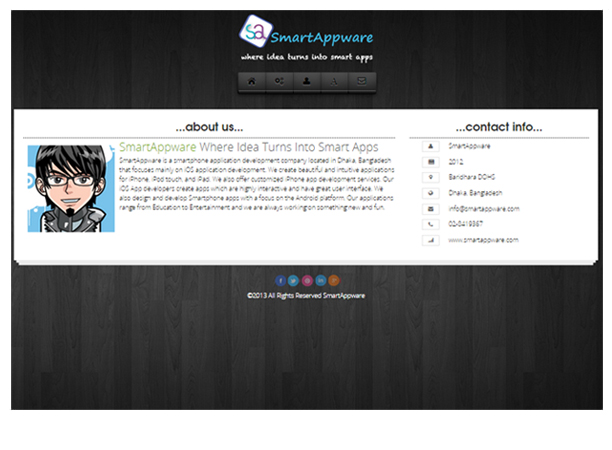 sa SmartAppware
where idea turns into smart apps
...about us...
SmartAppware Where Idea Turns Into Smart Apps
SmartAppware is a smartphone application development company located in Dhaka, Bangladesh
that focuses mainly on iOS application development. We create beautiful and intuitive applications
for iPhone, iPod touch, and iPad. We also offer customized iPhone app development services. Our
iOS App developers create apps which are highly interactive and have great user interface. We
also design and develop Smartphone apps with a focus on the Android platform. Our applications
range from Education to Entertainment and we are always working on something new and fun.
...contact info...
SmartAppware
2012
Baridhara DOHS
Dhaka, Bangladesh
info@smartappware.com
02-8419367
www.smartappware.com
©2013 All Rights Reserved SmartAppware